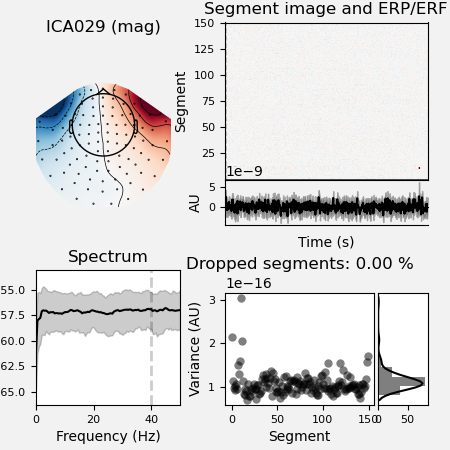 ICA029 (mag)
Segment image and ERP/ERF
Segment
150
125
100
75
50
25
1e-9
AU
5
0
Time (s)
Spectrum
55.0
57.5
60.0
62.5
65.0
0 20 40
Frequency (Hz)
Dropped segments: 0.00 %
1e-16
Variance (AU)
3
2
1
0 50 100 150
Segment
0 50